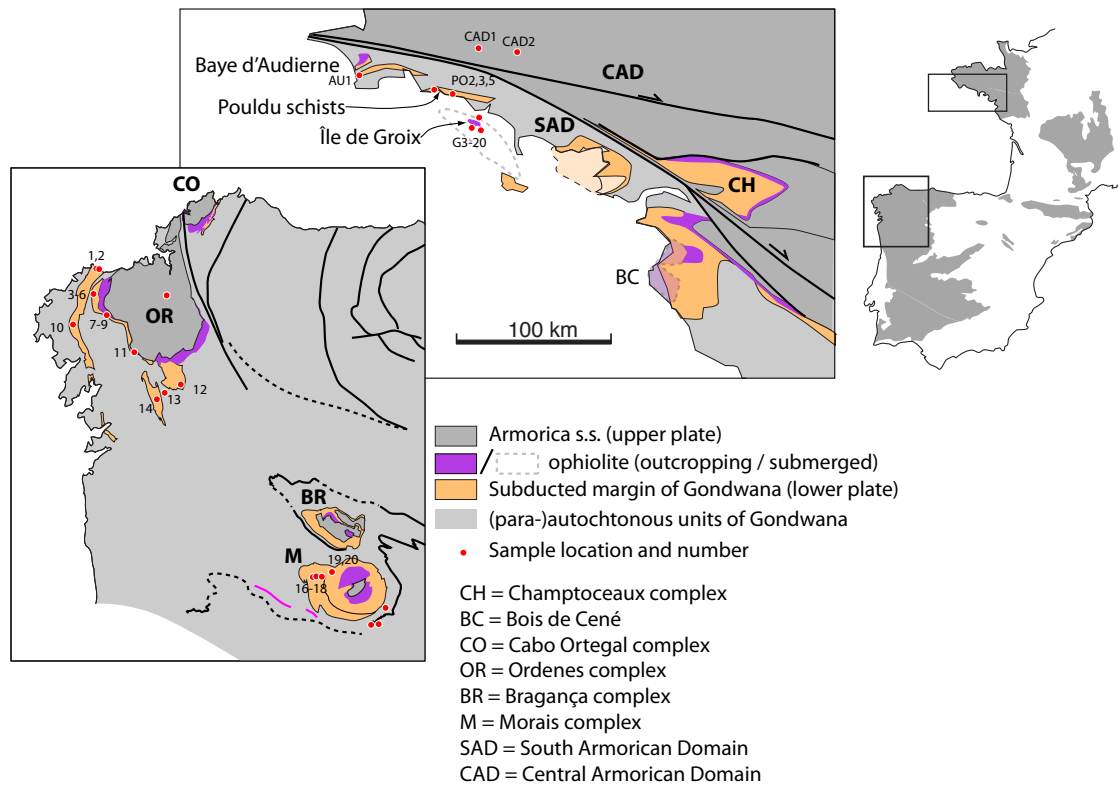 CAD1
CAD2
CAD
Baye d'Audierne
AU1
PO2,3,5
Pouldu schists
SAD
Île de Groix
G3-20
CH
BC
100 km
CO
1,2
3-6
OR
7-9
10
11
12
13
14
BR
M
19,20
16-18
Armorica s.s. (upper plate)
ophiolite (outcropping / submerged)
Subducted margin of Gondwana (lower plate)
(para-)autochtonous units of Gondwana
Sample location and number
CH = Champtoceaux complex
BC = Bois de Cené
CO = Cabo Ortegal complex
OR = Ordenes complex
BR = Bragança complex
M = Morais complex
SAD = South Armorican Domain
CAD = Central Armorican Domain